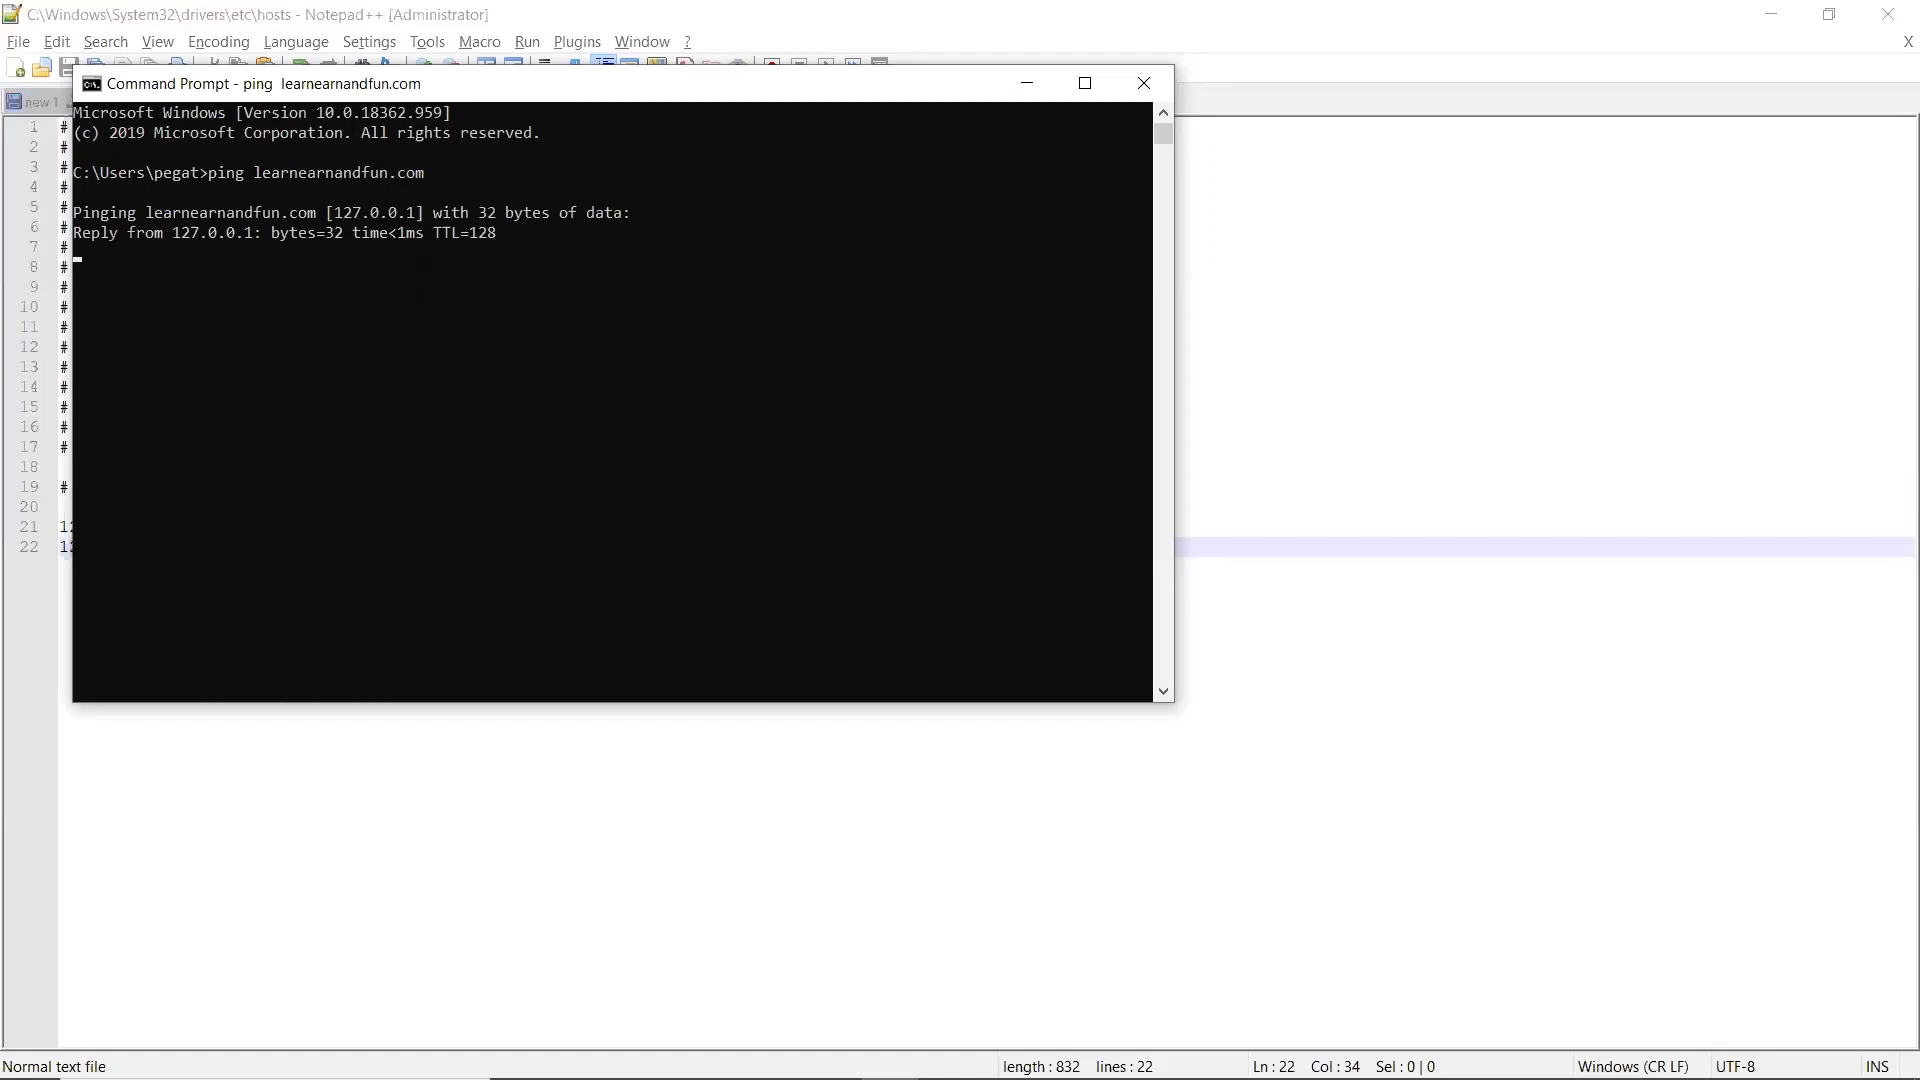 C:\Windows\System32\drivers\etc\hosts - Notepad++ [Administrator]
File Edit Search View Encoding Language Settings Tools Macro Run Plugins Window ? X
Command Prompt - ping learnearnandfun.com
new 1
Microsoft Windows [Version 10.0.18362.959]
(c) 2019 Microsoft Corporation. All rights reserved.
C:\Users\pegat>ping learnearnandfun.com
Pinging learnearnandfun.com [127.0.0.1] with 32 bytes of data:
Reply from 127.0.0.1: bytes=32 time<1ms TTL=128
1 #
2 #
3 #
4 #
5 #
6 #
7 #
8 #
9 #
10 #
11 #
12 #
13 #
14 #
15 #
16 #
17 #
18
19 #
20
21 12
22 12
Normal text file length : 832 lines : 22 Ln : 22 Col : 34 Sel : 0 | 0 Windows (CR LF) UTF-8 INS